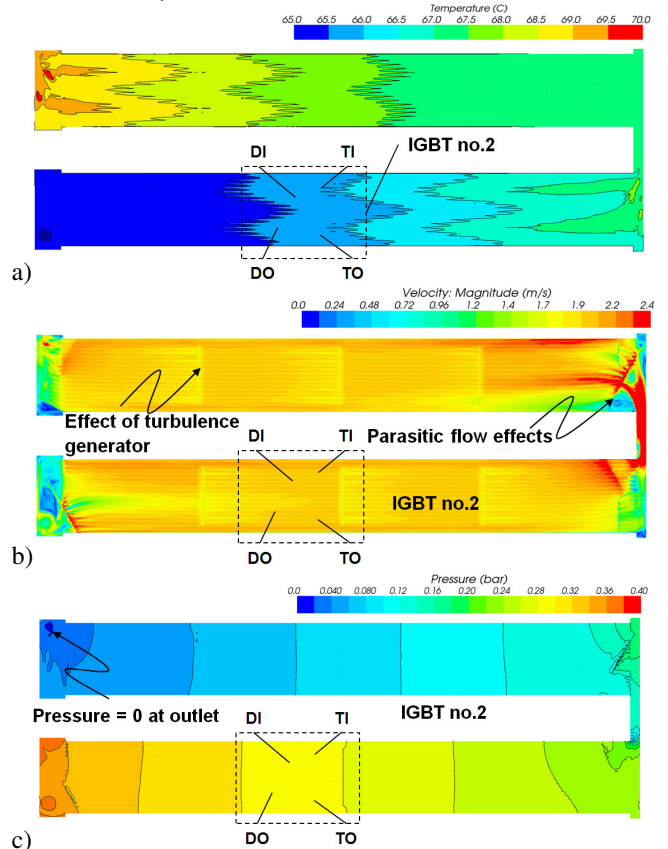 Temperature (C)
65.0 65.5 66.0 66.5 67.0 67.5 68.0 68.5 69.0 69.5 70.0
DI TI IGBT no.2
DO TO
a)
Velocity: Magnitude (m/s)
0.0 0.24 0.48 0.72 0.96 1.2 1.4 1.7 1.9 2.2 2.4
Effect of turbulence
generator
Parasitic flow effects
DI TI
IGBT no.2
DO TO
b)
Pressure (bar)
0.0 0.040 0.080 0.12 0.16 0.20 0.24 0.28 0.32 0.36 0.40
Pressure = 0 at outlet
IGBT no.2
DI TI
DO TO
c)